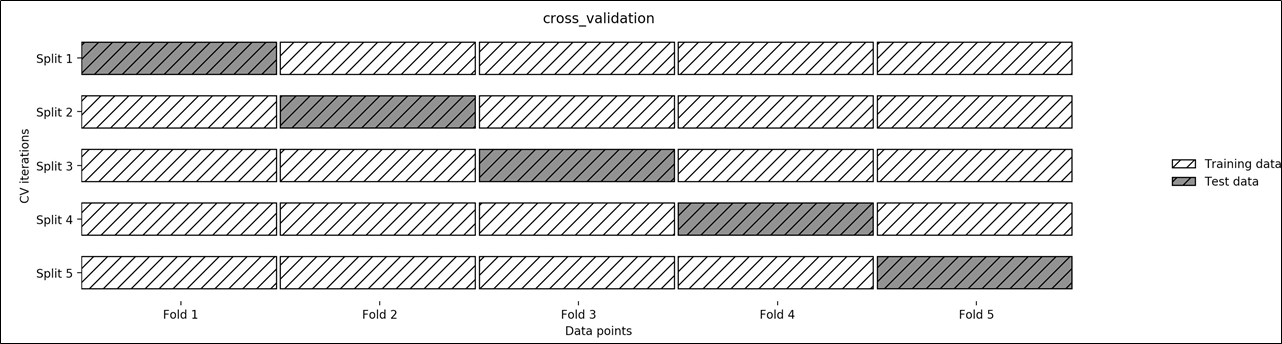 cross_validation
Split 1
Split 2
Split 3
Split 4
Split 5
CV iterations
Training data
Test data
Fold 1 Fold 2 Fold 3 Fold 4 Fold 5
Data points